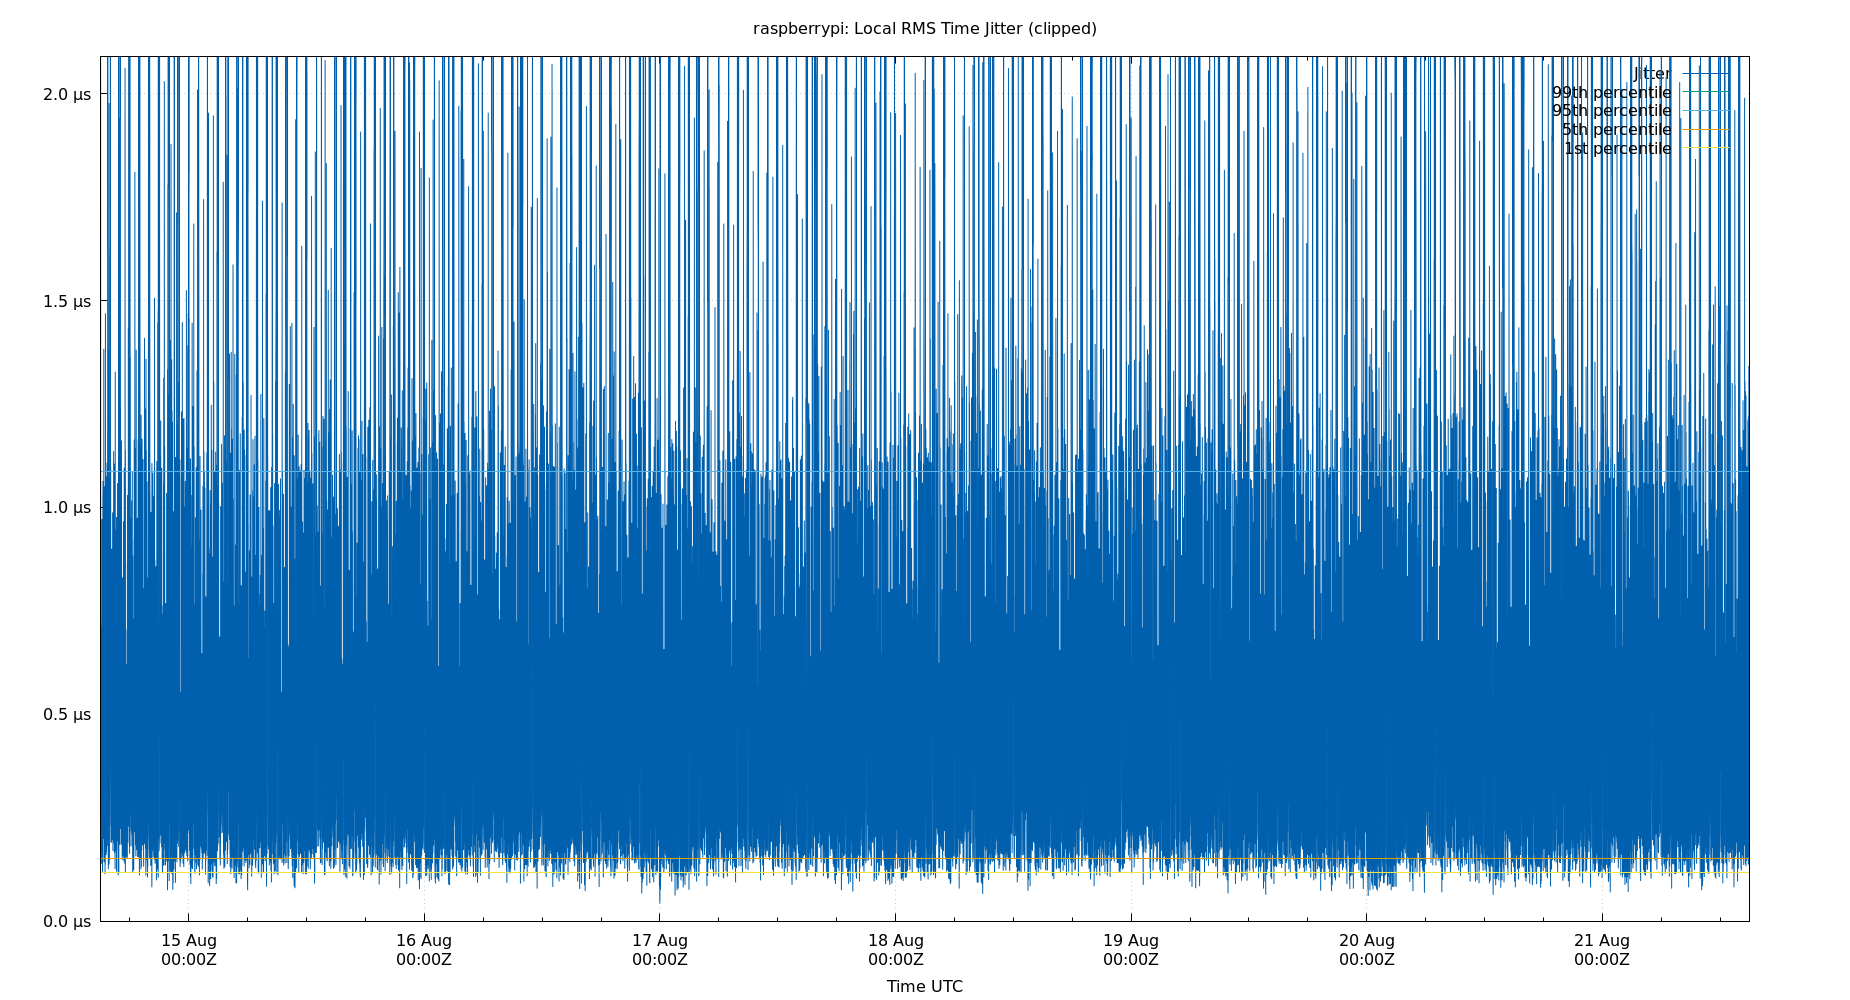 raspberrypi: Local RMS Time Jitter (clipped)
2.0 μs
1.5 μs
1.0 μs
0.5 μs
0.0 μs
Jitter
99th percentile
95th percentile
5th percentile
1st percentile
15 Aug 16 Aug 17 Aug 18 Aug 19 Aug 20 Aug 21 Aug
00:00Z 00:00Z 00:00Z 00:00Z 00:00Z 00:00Z 00:00Z
Time UTC